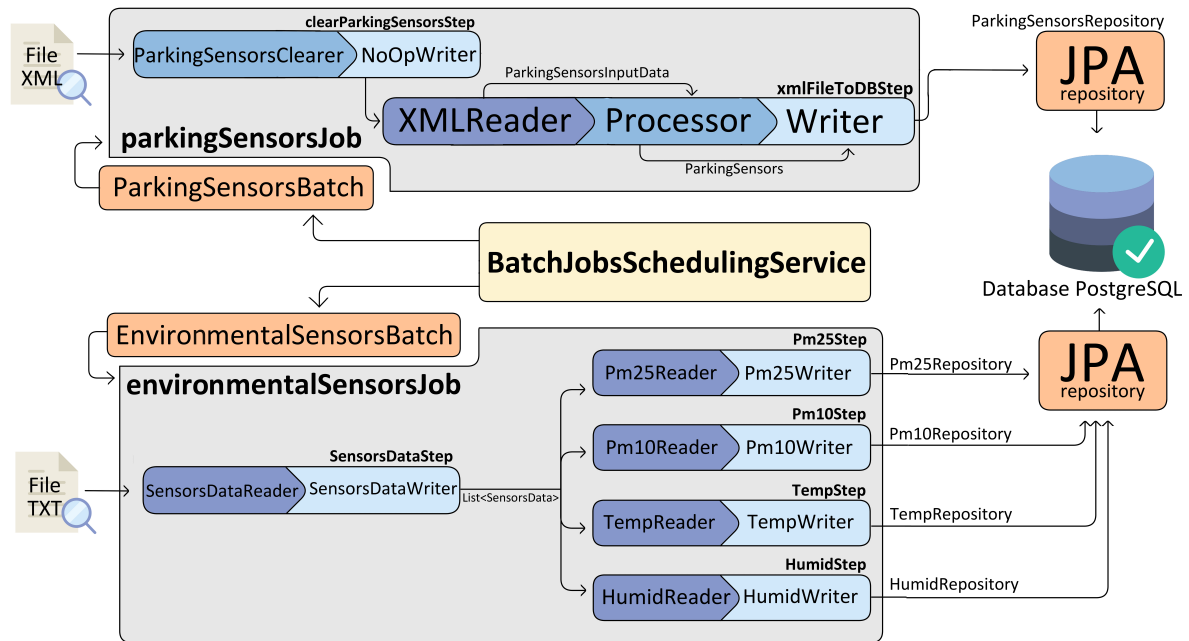 clearParkingSensorsStep
ParkingSensorsRepository
File
XML
ParkingSensorsClearer
NoOpWriter
JPA
repository
ParkingSensorsInputData
xmlFileToDBStep
XMLReader
Processor
Writer
parkingSensorsJob
ParkingSensors
ParkingSensorsBatch
BatchJobsSchedulingService
Database PostgreSQL
EnvironmentalSensorsBatch
environmentalSensorsJob
Pm25Step
Pm25Reader
Pm25Writer
Pm25Repository
JPA
repository
Pm10Step
Pm10Reader
Pm10Writer
Pm10Repository
File
TXT
SensorsDataStep
SensorsDataReader
SensorsDataWriter
List<SensorsData>
TempStep
TempReader
TempWriter
TempRepository
HumidStep
HumidReader
HumidWriter
HumidRepository